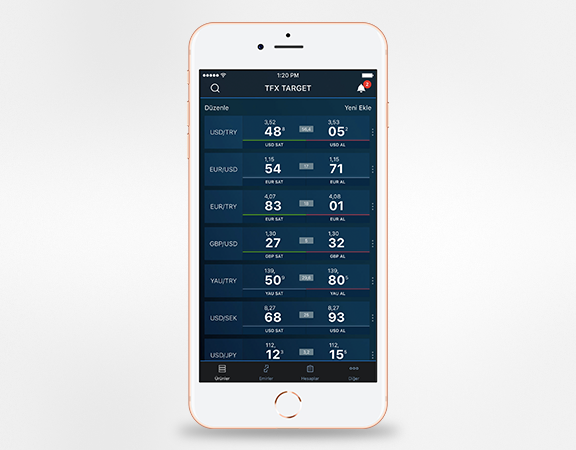 1:20 PM
TFX TARGET
2
Düzenle Yeni Ekle
USD/TRY 3,52 48 8 56,4 3,53 05 2
USD SAT USD AL
EUR/USD 1,15 54 17 1,15 71
EUR SAT EUR AL
EUR/TRY 4,07 83 18 4,08 01
EUR SAT EUR AL
GBP/USD 1,30 27 5 1,30 32
GBP SAT GBP AL
YAU/TRY 139, 50 9 29,6 139, 80 5
YAU SAT YAU AL
USD/SEK 8,27 68 25 8,27 93
USD SAT USD AL
USD/JPY 112, 12 3 3,2 112, 15
Ürünler Emirler Hesaplar Diğer